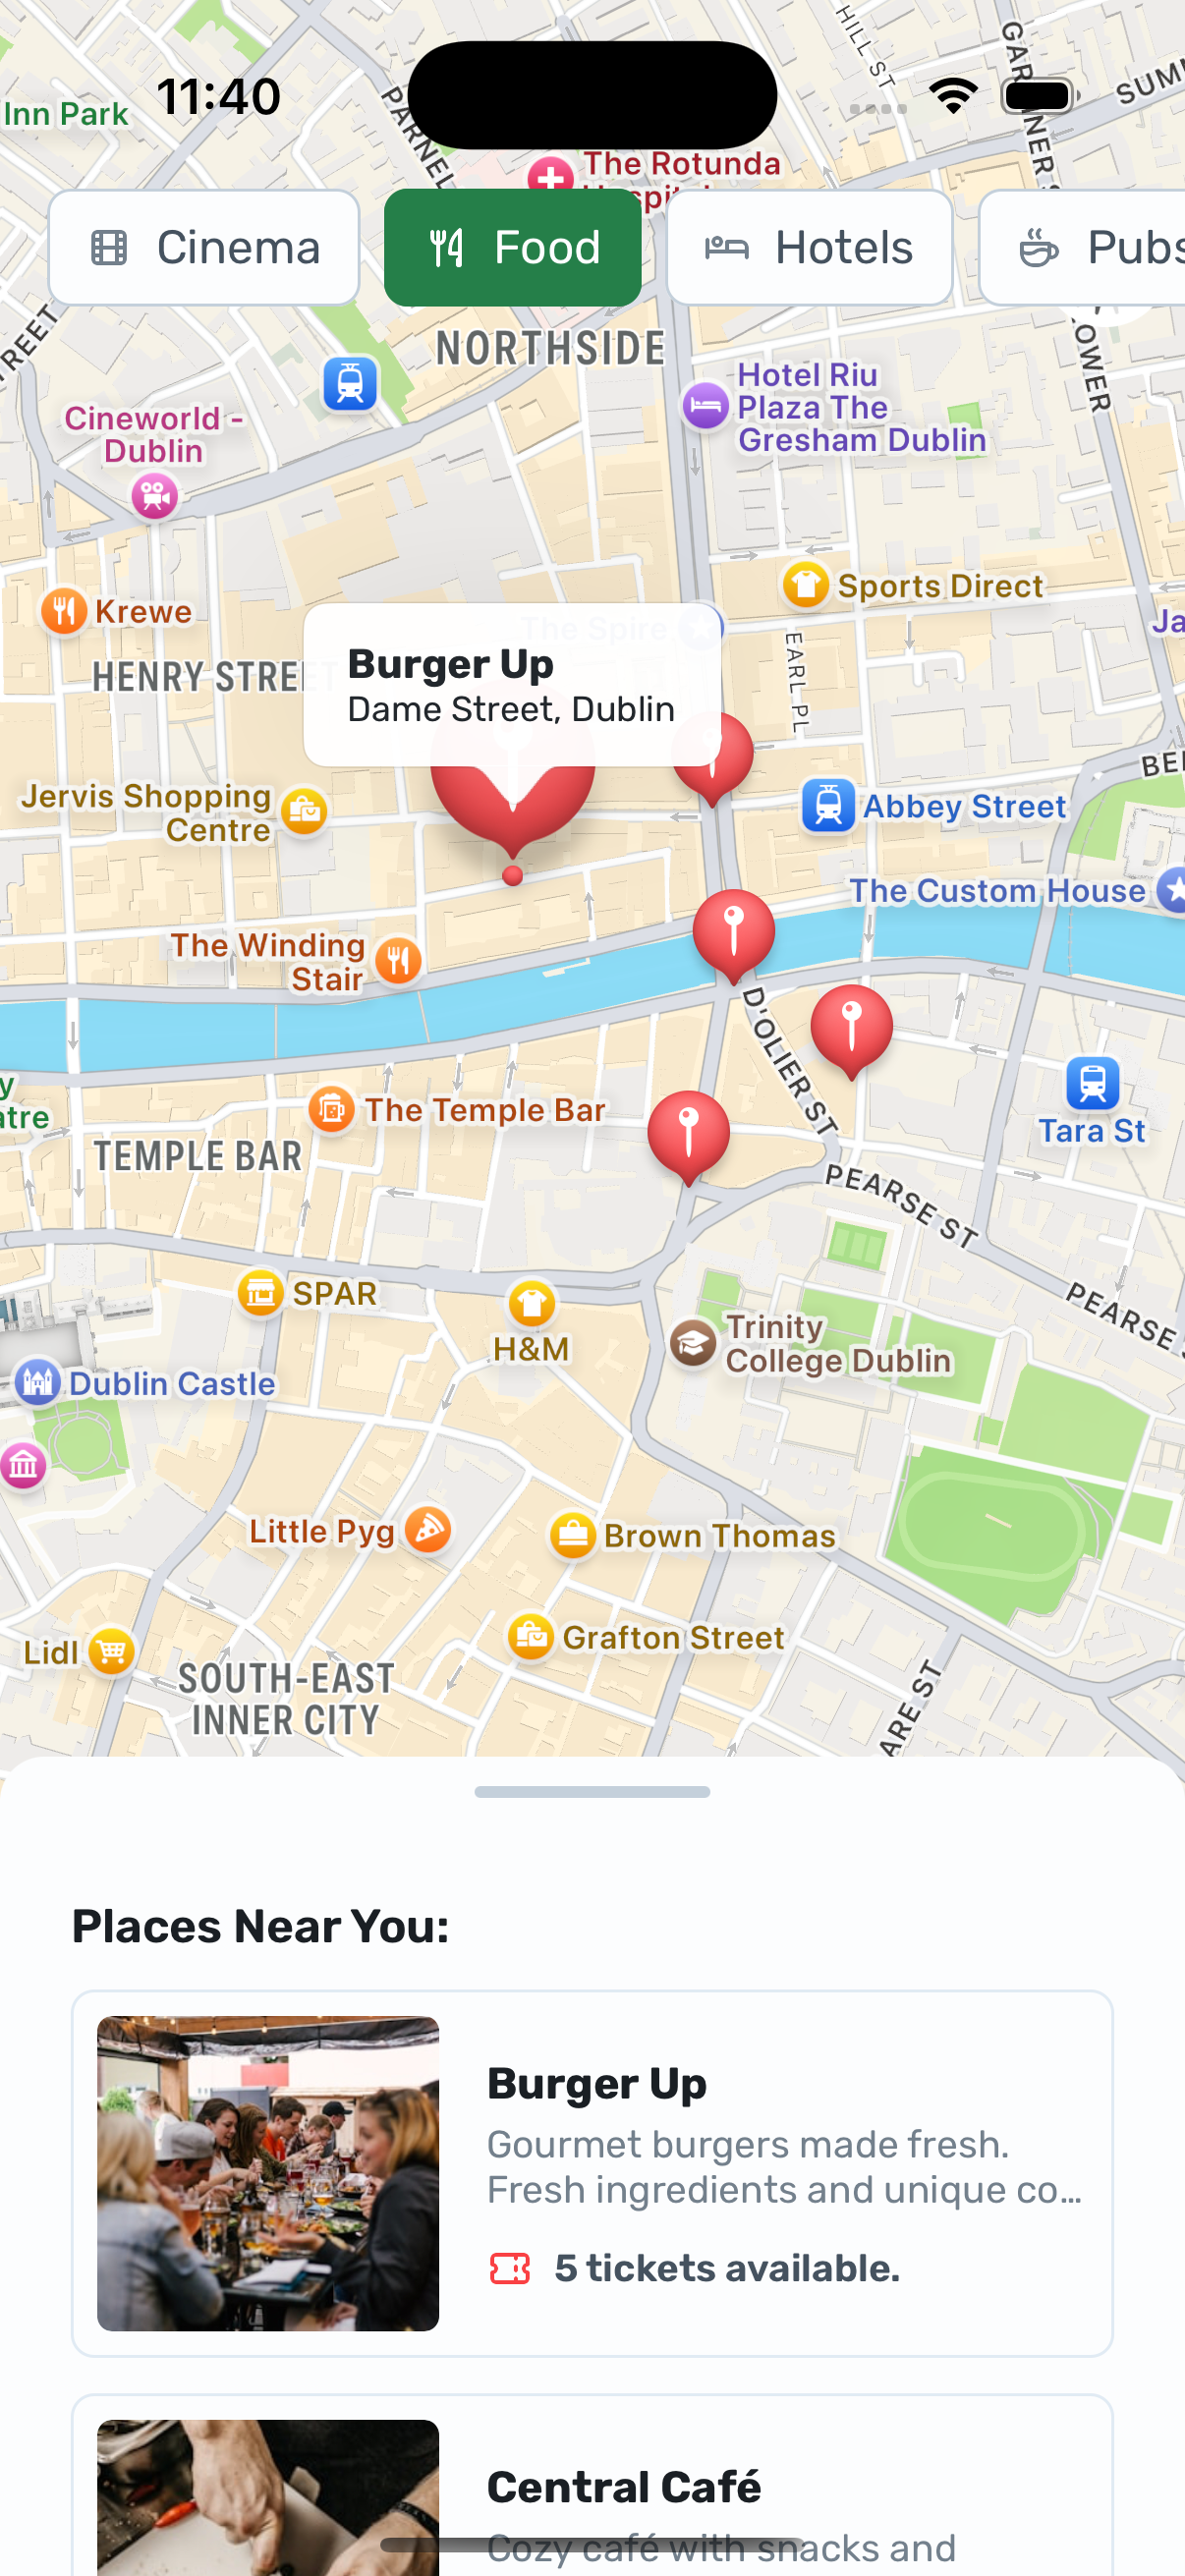 HILL ST
GARDINER S
SUMM
Inn Park
11:40
PARNEL
The Rotunda
Hospital
Cinema
Food
Hotels
Pubs
TREET
NORTHSIDE
OWER
Hotel Riu
Plaza The
Gresham Dublin
Cineworld -
Dublin
Krewe
Sports Direct
The Spire
Ja
HENRY STREET
EARL PL
Burger Up
Dame Street, Dublin
BE
Jervis Shopping
Centre
Abbey Street
The Custom House
The Winding
Stair
D'OLIER ST
y
atre
The Temple Bar
Tara St
TEMPLE BAR
PEARSE ST
SPAR
PEARSE S
H&M
Trinity
College Dublin
Dublin Castle
Little Pyg
Brown Thomas
Lidl
Grafton Street
SOUTH-EAST
INNER CITY
ARE ST
Places Near You:
Burger Up
Gourmet burgers made fresh.
Fresh ingredients and unique co…
5 tickets available.
Central Café
Cozy café with snacks and